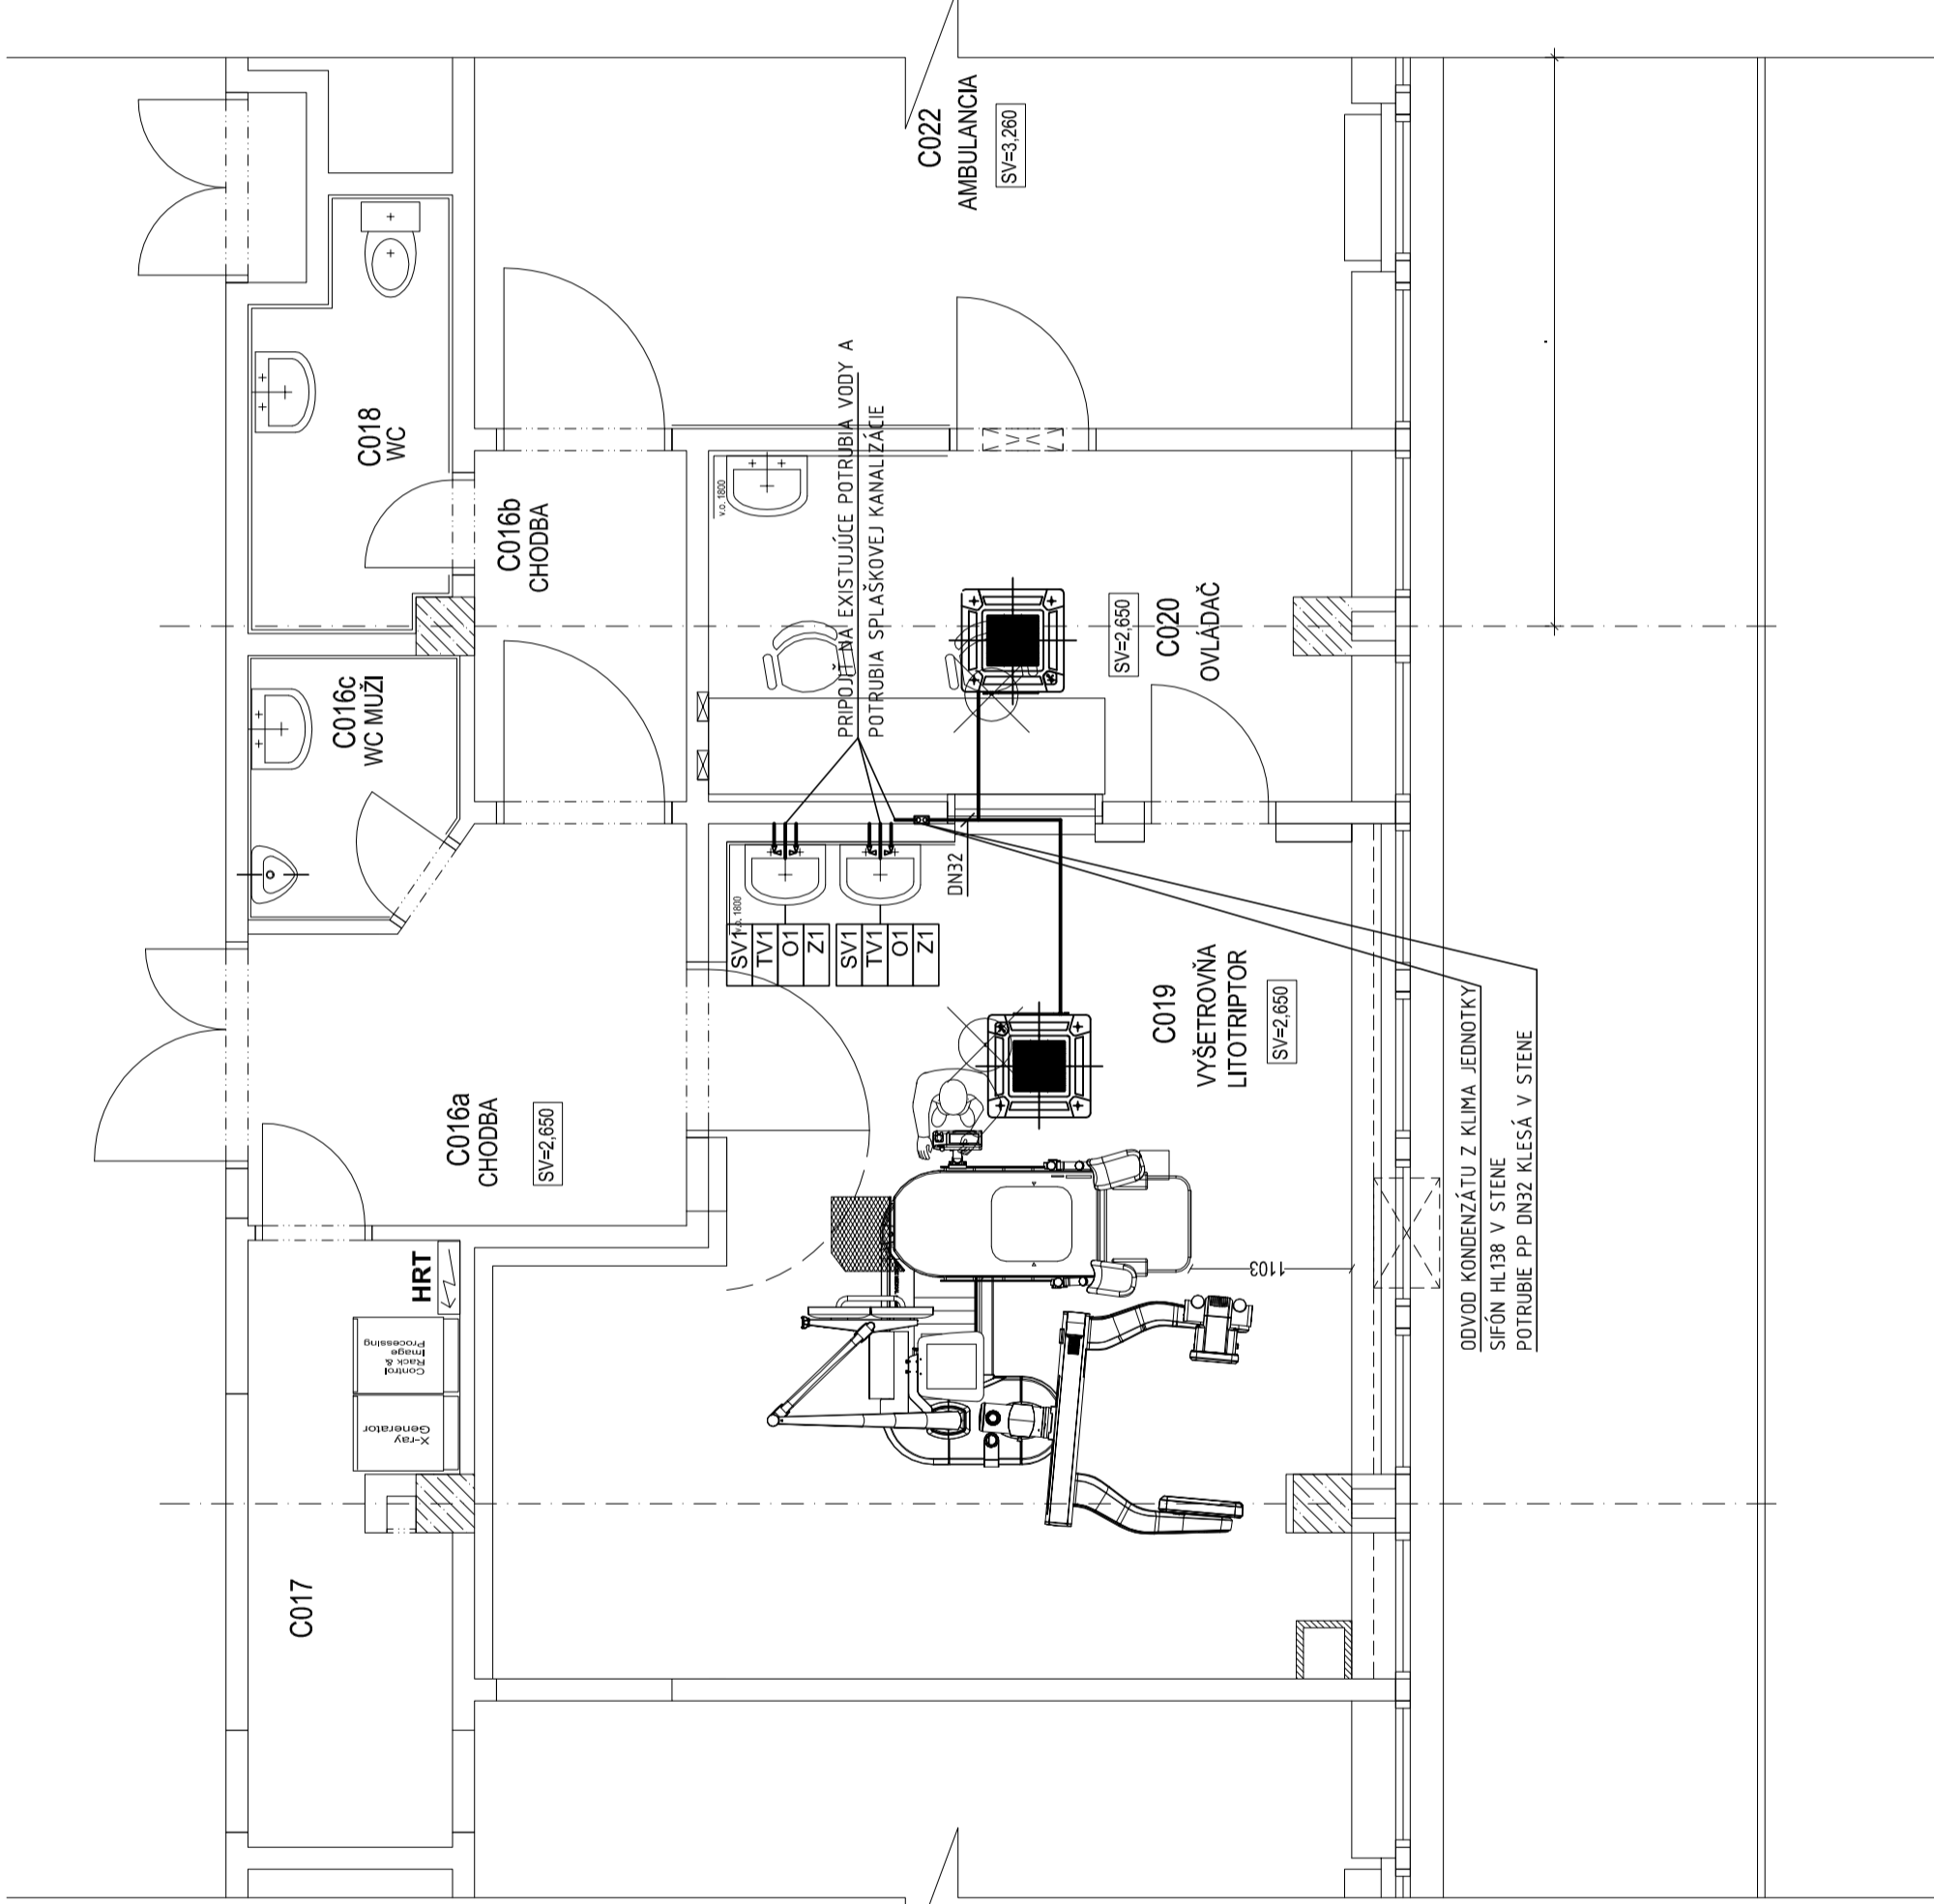 C022
AMBULANCIA
SV=3,260
C018
WC
C016b
CHODBA
v.o. 1800
PRIPOJIŤ NA EXISTUJÚCE POTRUBIA VODY A
POTRUBIA SPLAŠKOVEJ KANALIZÁCIE
SV=2,650
C020
OVLÁDAČ
C016c
WC MUŽI
DN32
v.o. 1800
SV1
TV1
O1
Z1
SV1
TV1
O1
Z1
C019
VYŠETROVŇA
LITOTRIPTOR
SV=2,650
C016a
CHODBA
SV=2,650
HRT
Control
Rack &
Image
Processing
X-ray
Generator
1103
C017
ODVOD KONDENZÁTU Z KLIMA JEDNOTKY
SIFÓN HL138 V STENE
POTRUBIE PP DN32 KLESÁ V STENE